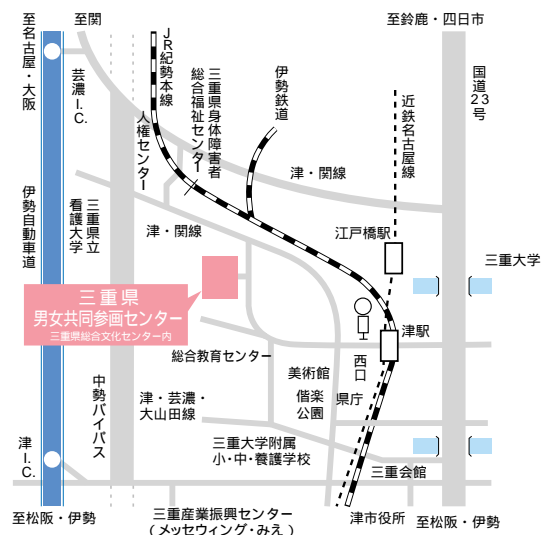 至名古屋・大阪
至関
至鈴鹿・四日市
芸濃I.C.
JR紀勢本線
三重県身体障害者
総合福祉センター
人権センター
伊勢鉄道
近鉄名古屋線
国道23号
津・関線
伊勢自動車道
三重県立
看護大学
津・関線
江戸橋駅
三重大学
三重県
男女共同参画センター
三重県総合文化センター内
津駅
総合教育センター
西口
美術館
偕楽
公園
県庁
中勢バイパス
津・芸濃・
大山田線
三重大学附属
小・中・養護学校
津I.C.
三重会館
至松阪・伊勢
三重産業振興センター
(メッセウィング・みえ)
津市役所
至松阪・伊勢